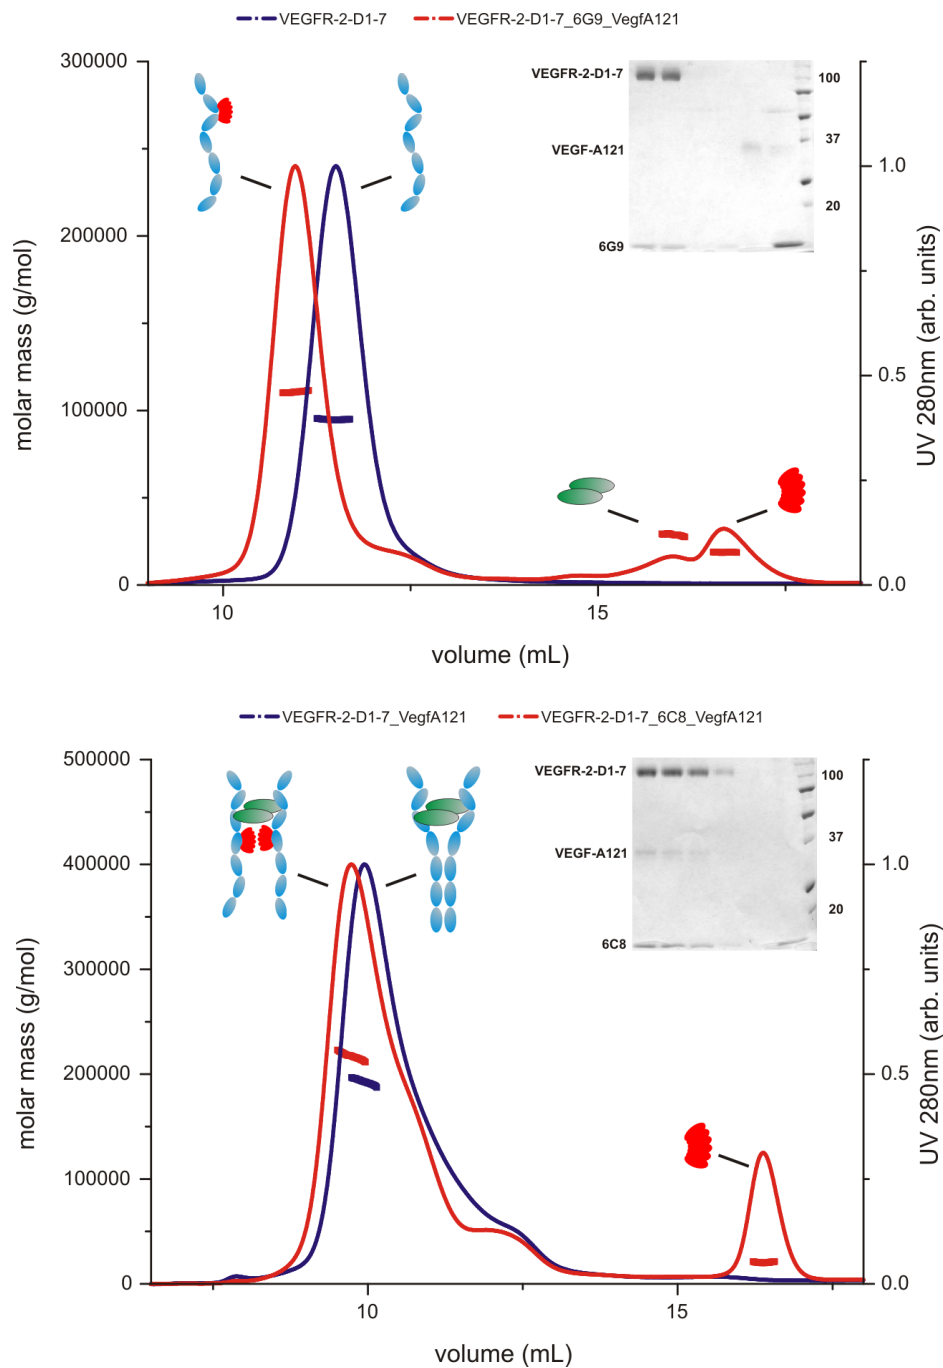 VEGFR-2-D1-7 VEGFR-2-D1-7_6G9_VegfA121
300000
200000
100000
0
molar mass (g/mol)
10
15
volume (mL)
1.0
0.5
0.0
UV 280nm (arb. units)
VEGFR-2-D1-7
VEGF-A121
6G9
100
37
20
VEGFR-2-D1-7_VegfA121 VEGFR-2-D1-7_6C8_VegfA121
500000
400000
300000
200000
100000
0
molar mass (g/mol)
10
15
volume (mL)
1.0
0.5
0.0
UV 280nm (arb. units)
VEGFR-2-D1-7
VEGF-A121
6C8
100
37
20